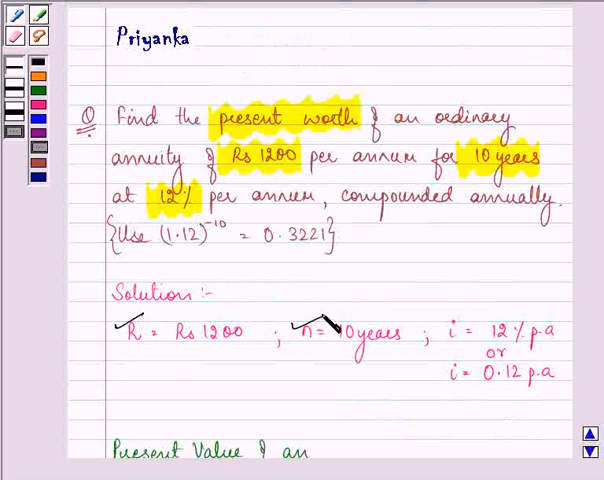 Priyanka
Q Find the present worth of an ordinary
annuity of Rs 1200 per annum for 10 years
at 12% per annum, compounded annually.
{Use (1.12)⁻¹⁰ = 0.3221}
Solution :-
R = Rs 1200 ; n = 10 years ; i = 12 % p.a
or
i = 0.12 p.a
Present Value of an